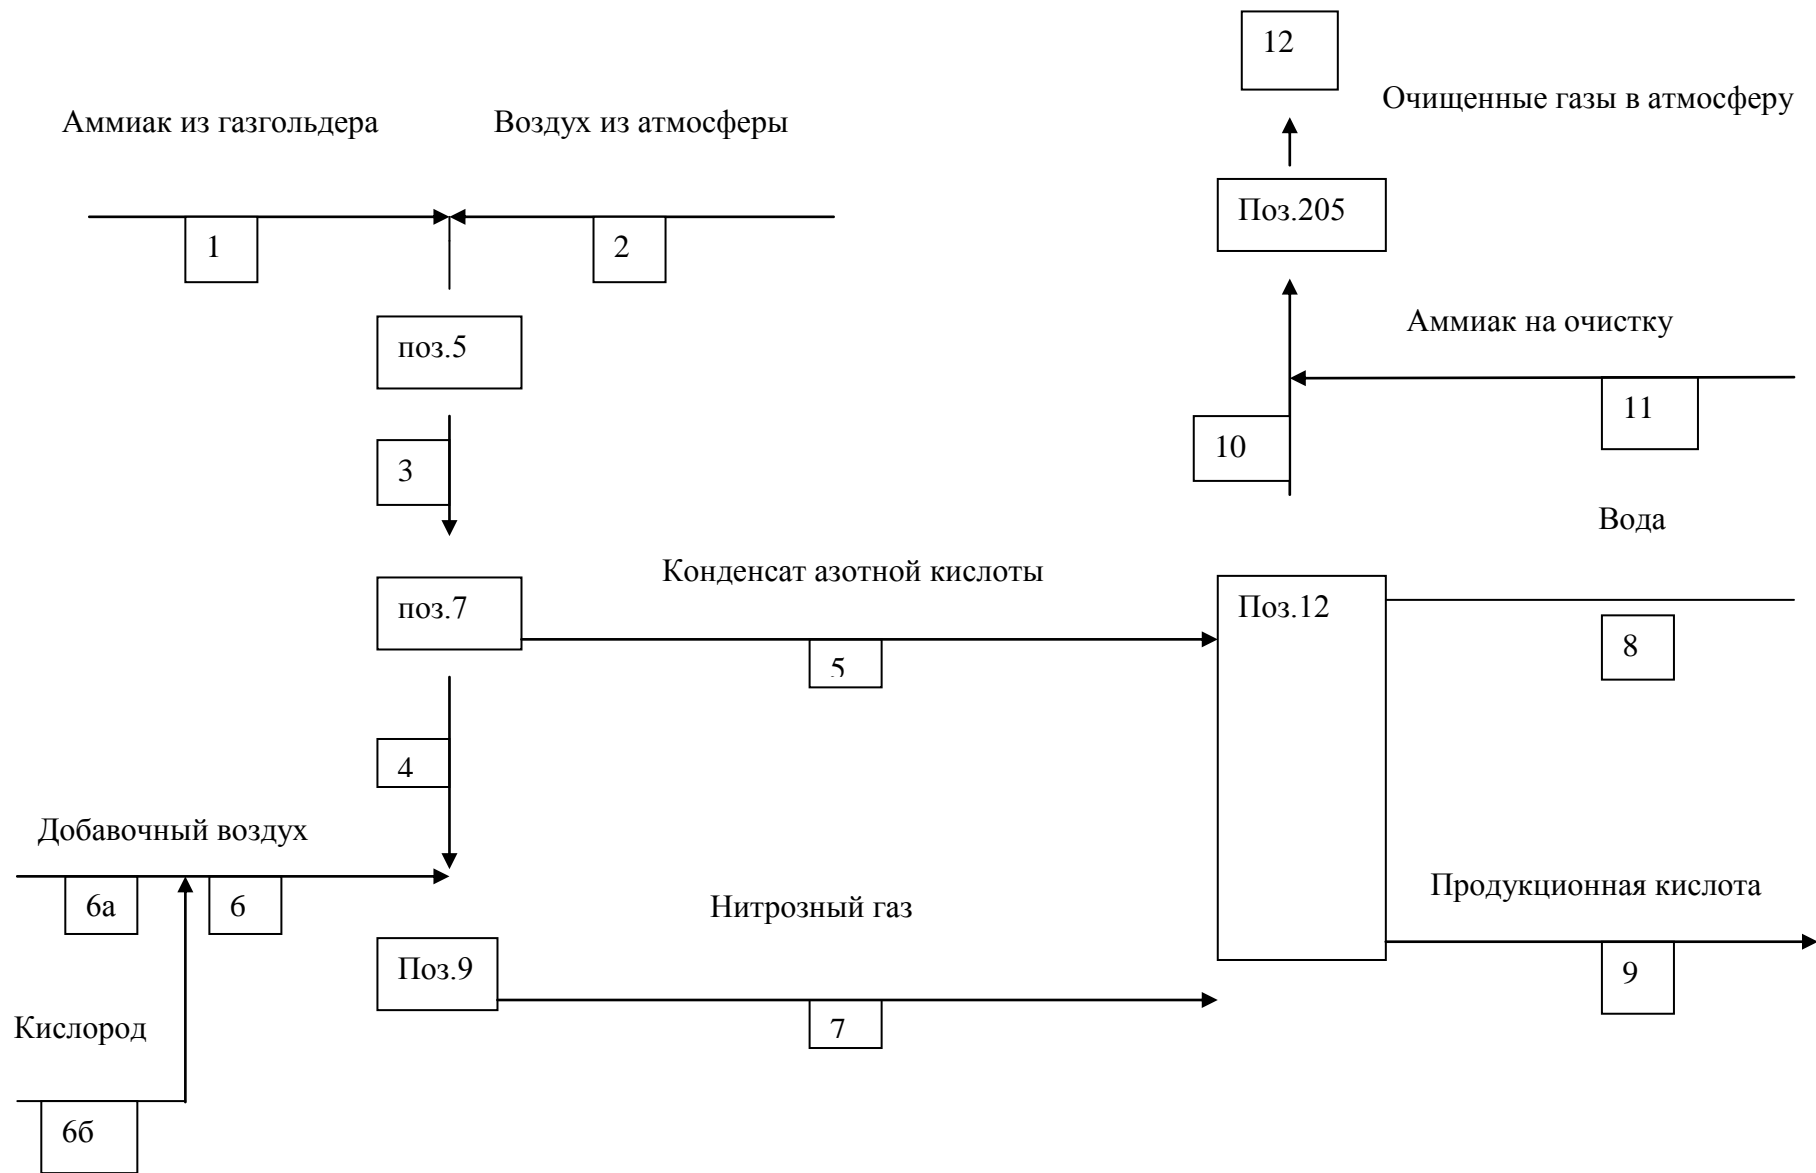 12
Очищенные газы в атмосферу
Аммиак из газгольдера
Воздух из атмосферы
Поз.205
1
2
Аммиак на очистку
поз.5
11
10
3
Вода
Конденсат азотной кислоты
поз.7
Поз.12
8
5
4
Добавочный воздух
6а
6
Нитрозный газ
Продукционная кислота
Поз.9
9
Кислород
7
6б